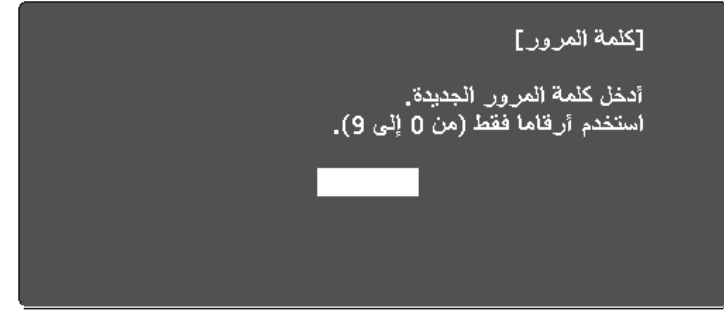 [كلمة المرور]
أدخل كلمة المرور الجديدة.
استخدم أرقاما فقط (من 0 إلى 9).